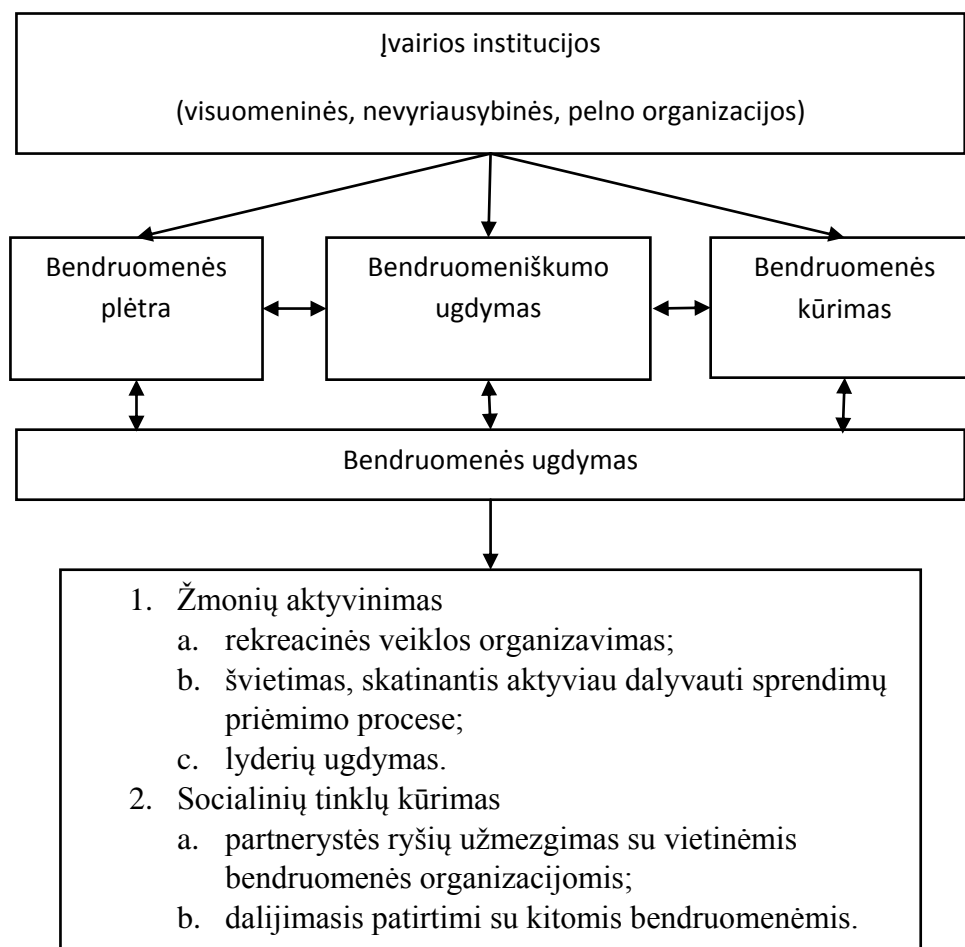 Įvairios institucijos
(visuomeninės, nevyriausybinės, pelno organizacijos)
Bendruomenės
plėtra
Bendruomeniškumo
ugdymas
Bendruomenės
kūrimas
Bendruomenės ugdymas
1. Žmonių aktyvinimas
a. rekreacinės veiklos organizavimas;
b. švietimas, skatinantis aktyviau dalyvauti sprendimų
priėmimo procese;
c. lyderių ugdymas.
2. Socialinių tinklų kūrimas
a. partnerystės ryšių užmezgimas su vietinėmis
bendruomenės organizacijomis;
b. dalijimasis patirtimi su kitomis bendruomenėmis.